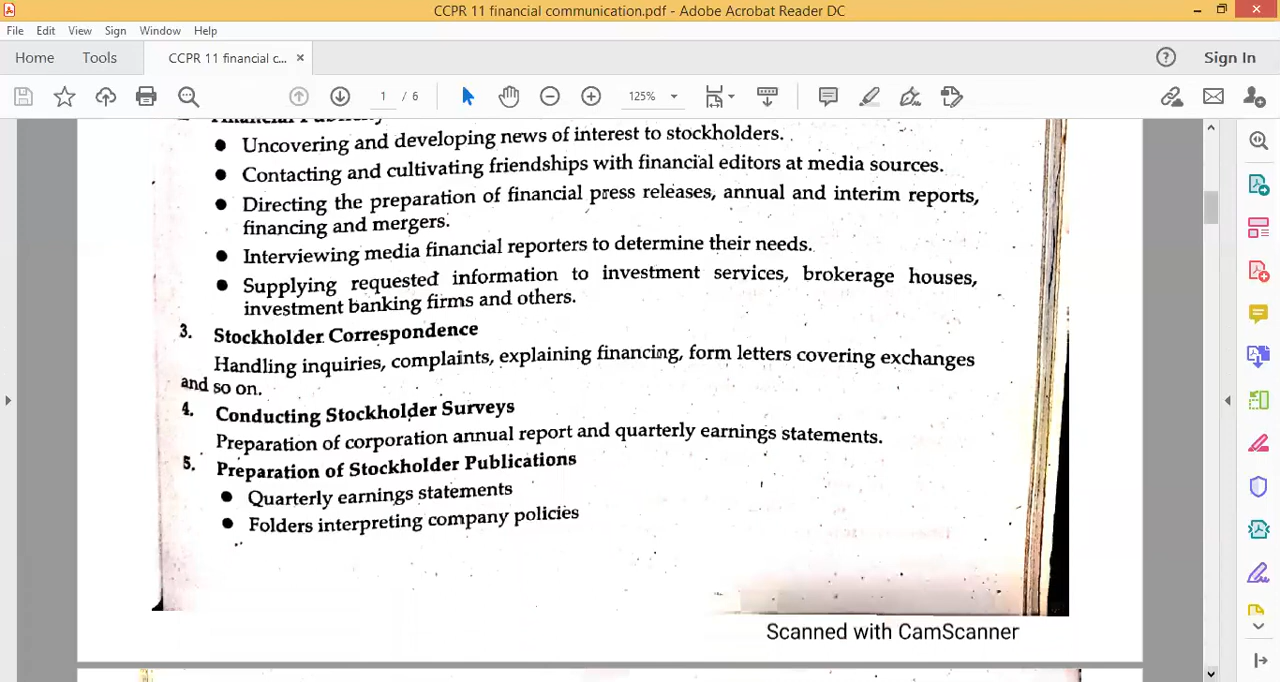 CCPR 11 financial communication.pdf - Adobe Acrobat Reader DC
File Edit View Sign Window Help
Home Tools CCPR 11 financial c... × Sign In
1 / 6 125%
Financial Publicity
● Uncovering and developing news of interest to stockholders.
● Contacting and cultivating friendships with financial editors at media sources.
● Directing the preparation of financial press releases, annual and interim reports,
financing and mergers.
● Interviewing media financial reporters to determine their needs.
● Supplying requested information to investment services, brokerage houses,
investment banking firms and others.
3. Stockholder Correspondence
Handling inquiries, complaints, explaining financing, form letters covering exchanges
and so on.
4. Conducting Stockholder Surveys
Preparation of corporation annual report and quarterly earnings statements.
5. Preparation of Stockholder Publications
● Quarterly earnings statements
● Folders interpreting company policies
Scanned with CamScanner